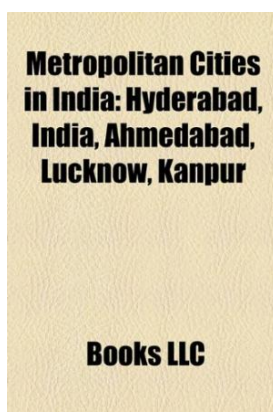 Metropolitan Cities
in India: Hyderabad,
India, Ahmedabad,
Lucknow, Kanpur
Books LLC